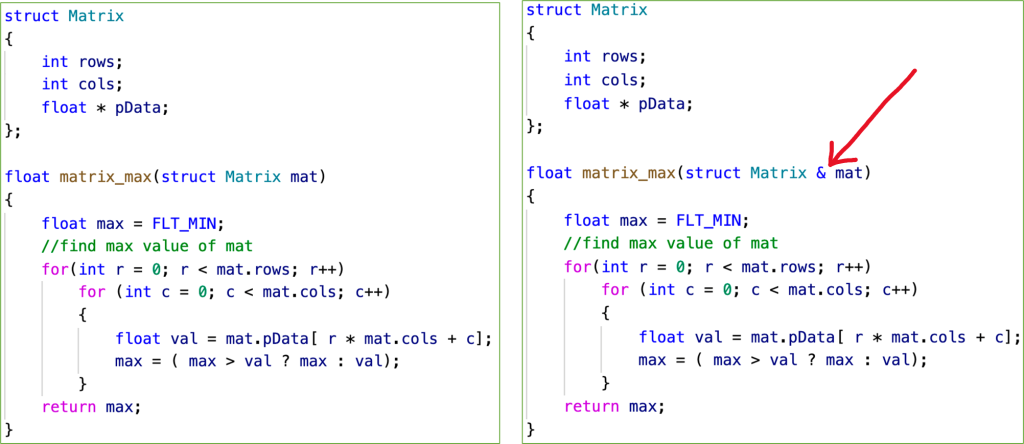 struct Matrix
{
    int rows;
    int cols;
    float * pData;
};

float matrix_max(struct Matrix mat)
{
    float max = FLT_MIN;
    //find max value of mat
    for(int r = 0; r < mat.rows; r++)
        for (int c = 0; c < mat.cols; c++)
        {
            float val = mat.pData[ r * mat.cols + c];
            max = ( max > val ? max : val);
        }
    return max;
}
struct Matrix
{
    int rows;
    int cols;
    float * pData;
};

float matrix_max(struct Matrix & mat)
{
    float max = FLT_MIN;
    //find max value of mat
    for(int r = 0; r < mat.rows; r++)
        for (int c = 0; c < mat.cols; c++)
        {
            float val = mat.pData[ r * mat.cols + c];
            max = ( max > val ? max : val);
        }
    return max;
}